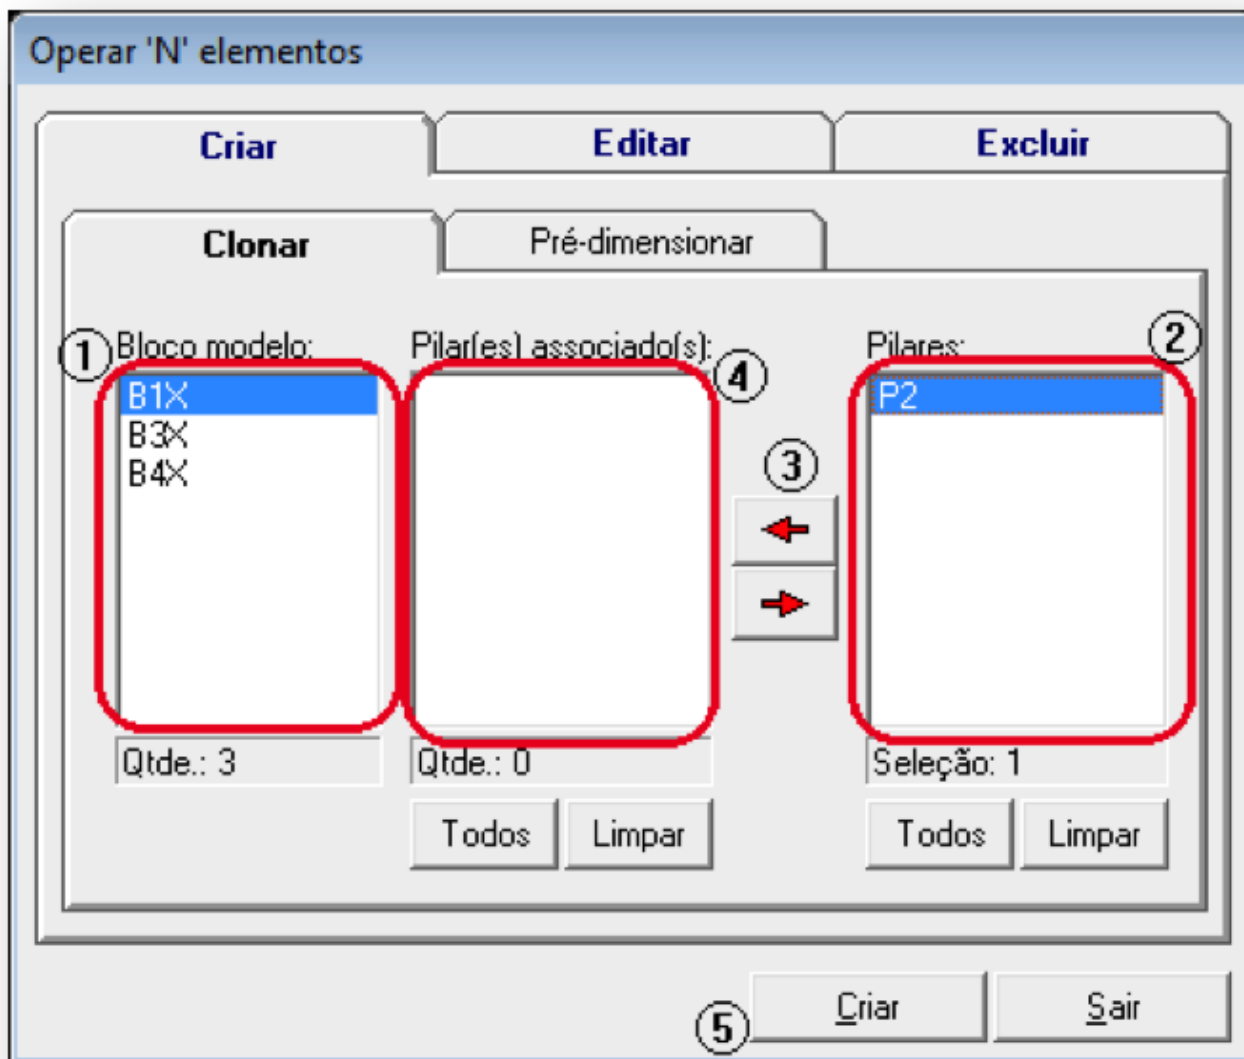 Operar 'N' elementos
Criar Editar Excluir
Clonar Pré-dimensionar
1 Bloco modelo: Pilar(es) associado(s): Pilares: 2
B1X 4 P2
B3X
B4X
3
Qtde.: 3 Qtde.: 0 Seleção: 1
Todos Limpar Todos Limpar
5 Criar Sair